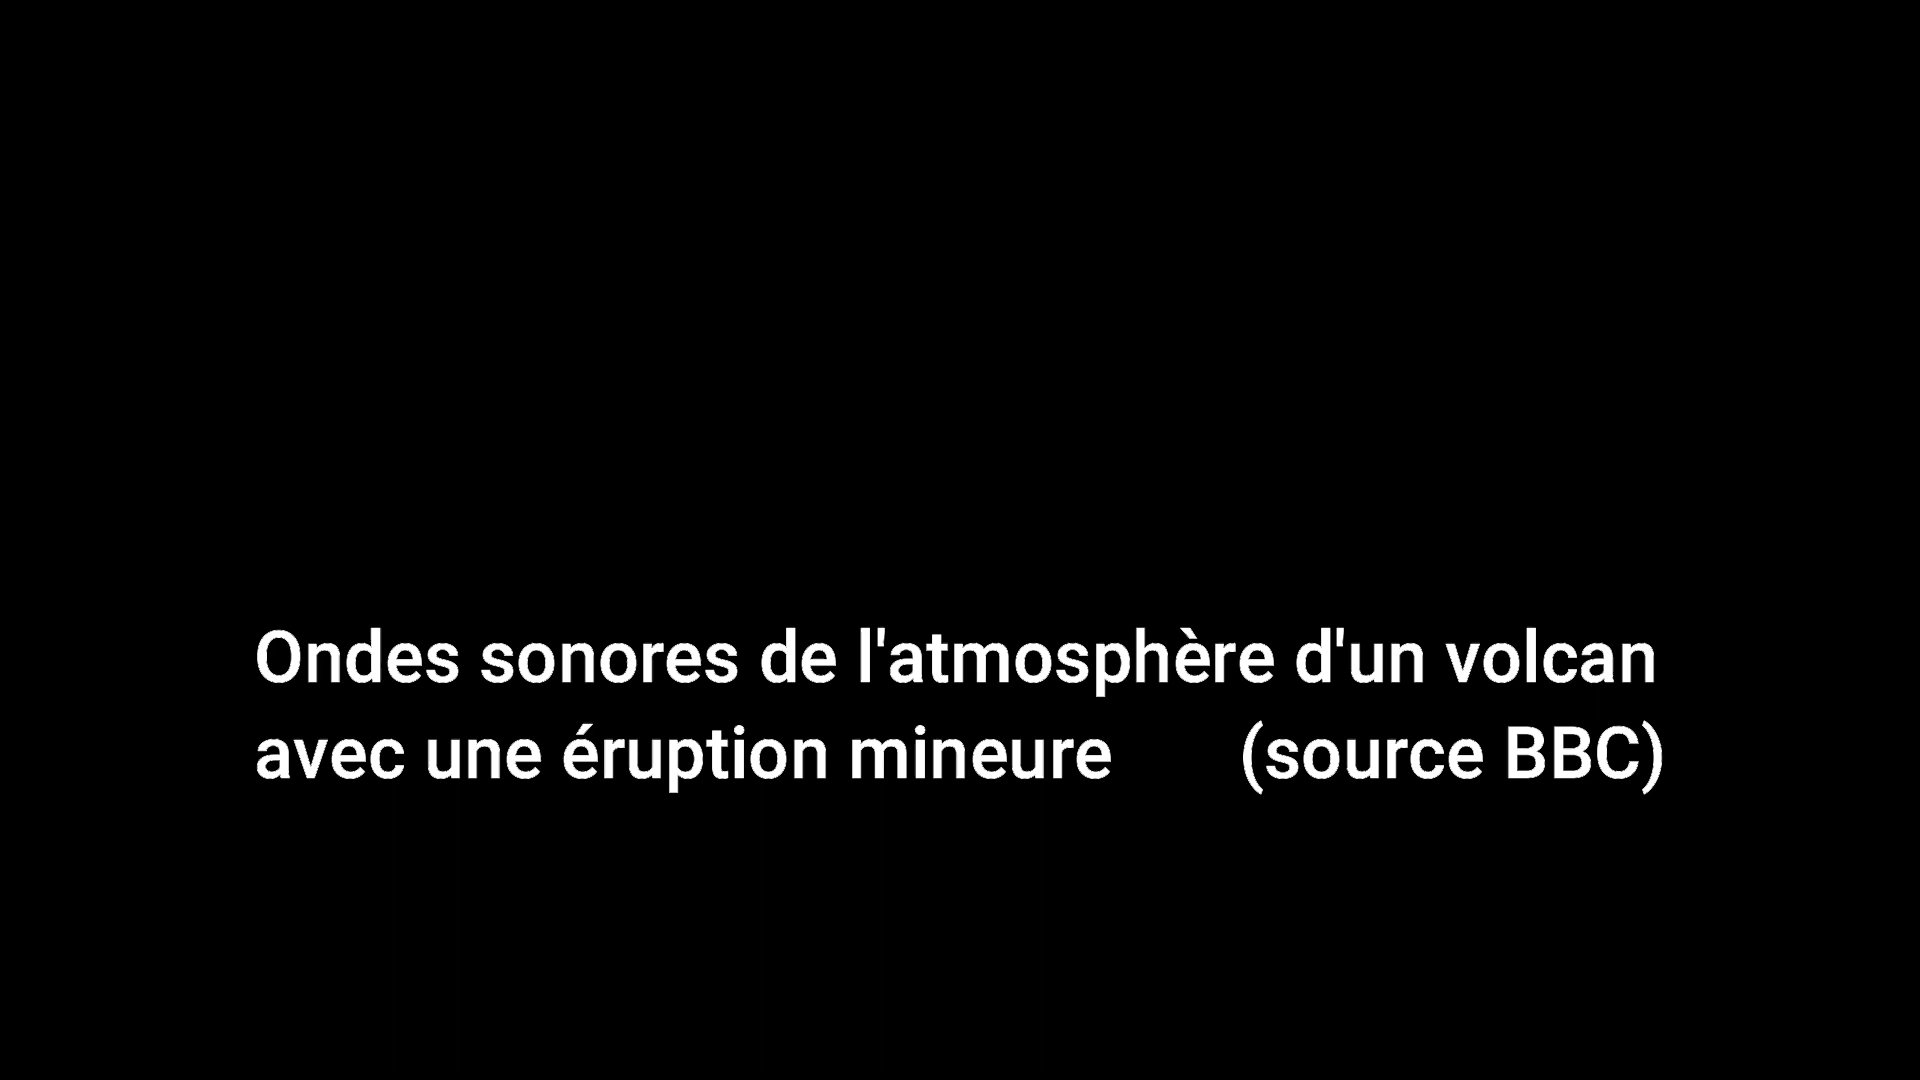 Ondes sonores de l'atmosphère d'un volcan
avec une éruption mineure (source BBC)